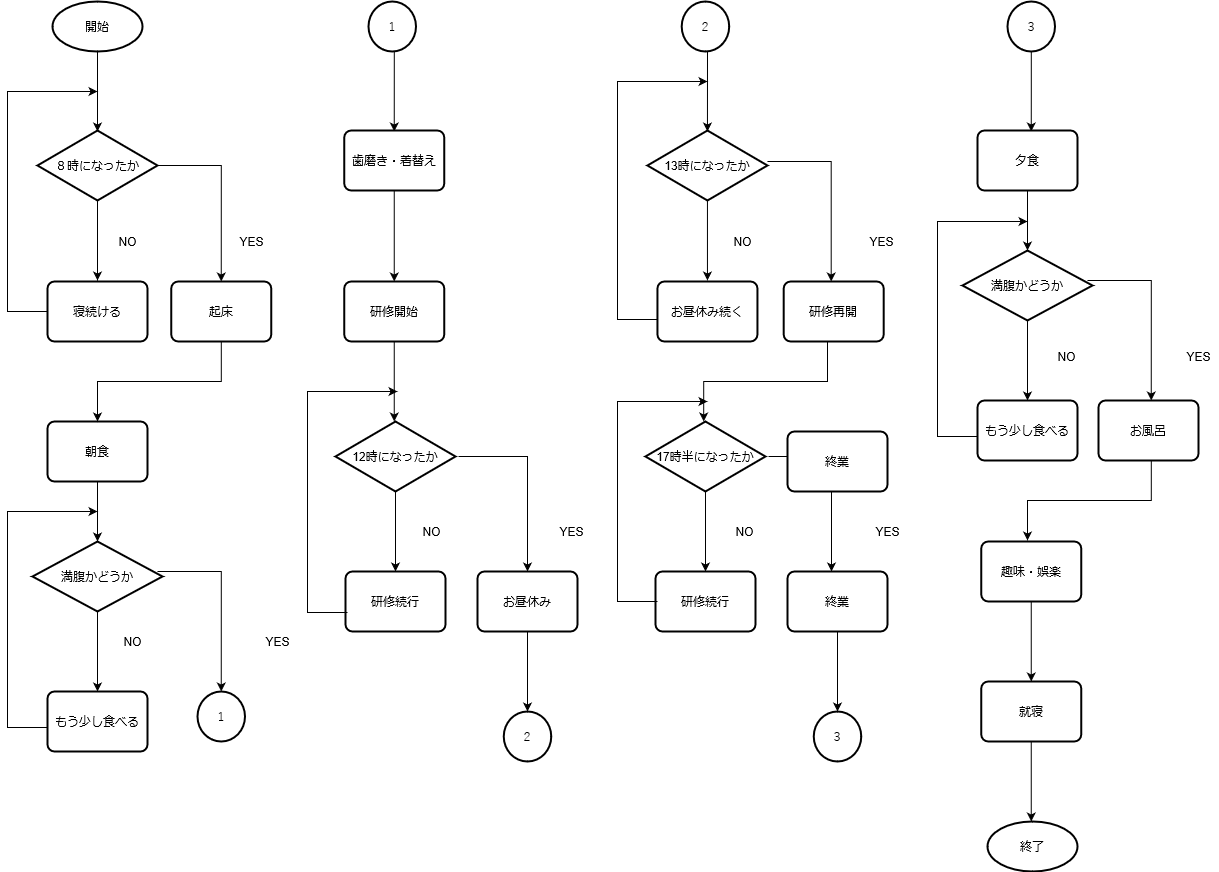 開始
8時になったか
NO
YES
寝続ける
起床
朝食
満腹かどうか
NO
YES
もう少し食べる
1
1
歯磨き・着替え
研修開始
12時になったか
NO
YES
研修続行
お昼休み
2
2
13時になったか
NO
YES
お昼休み続く
研修再開
17時半になったか
終業
NO
YES
研修続行
終業
3
3
夕食
満腹かどうか
NO
YES
もう少し食べる
お風呂
趣味・娯楽
就寝
終了